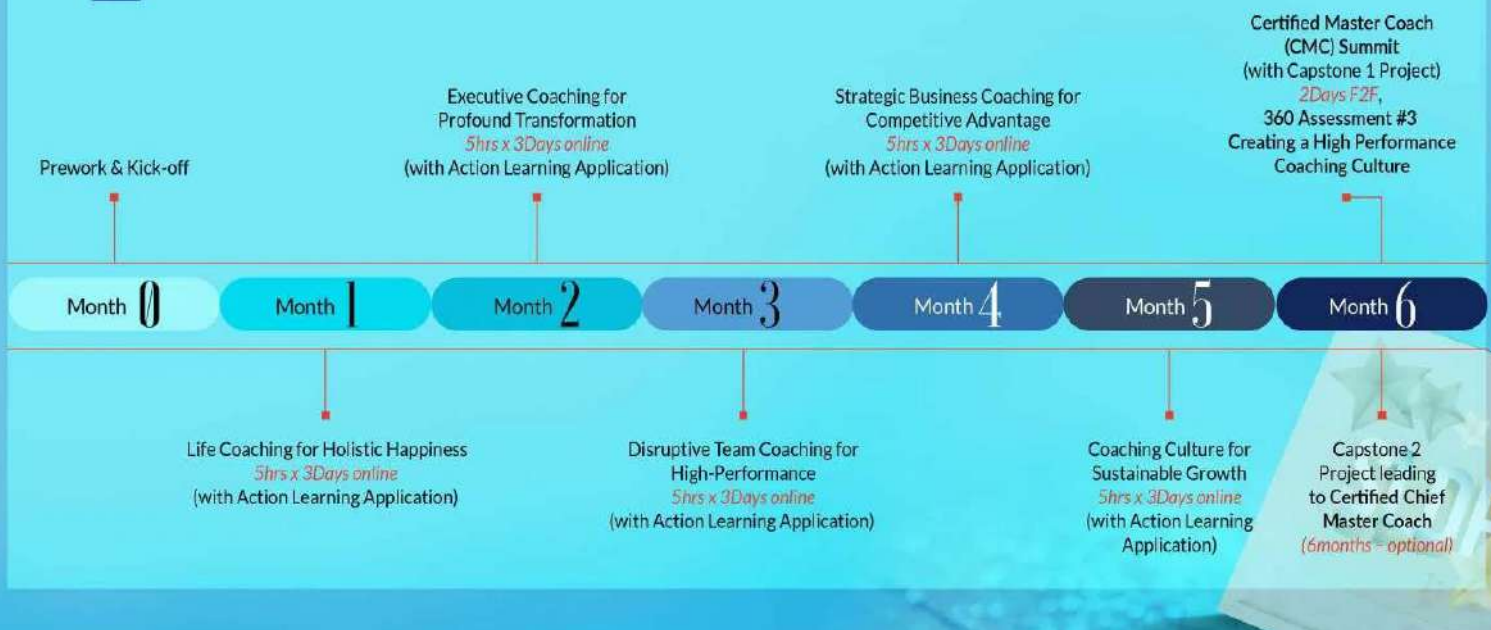 Certified Master Coach
(CMC) Summit
(with Capstone 1 Project)
2Days F2F,
360 Assessment #3
Creating a High Performance
Coaching Culture
Executive Coaching for
Profound Transformation
5hrs x 3Days online
(with Action Learning Application)
Strategic Business Coaching for
Competitive Advantage
5hrs x 3Days online
(with Action Learning Application)
Prework & Kick-off
Month 0
Month 1
Month 2
Month 3
Month 4
Month 5
Month 6
Life Coaching for Holistic Happiness
5hrs x 3Days online
(with Action Learning Application)
Disruptive Team Coaching for
High-Performance
5hrs x 3Days online
(with Action Learning Application)
Coaching Culture for
Sustainable Growth
5hrs x 3Days online
(with Action Learning
Application)
Capstone 2
Project leading
to Certified Chief
Master Coach
(6months - optional)